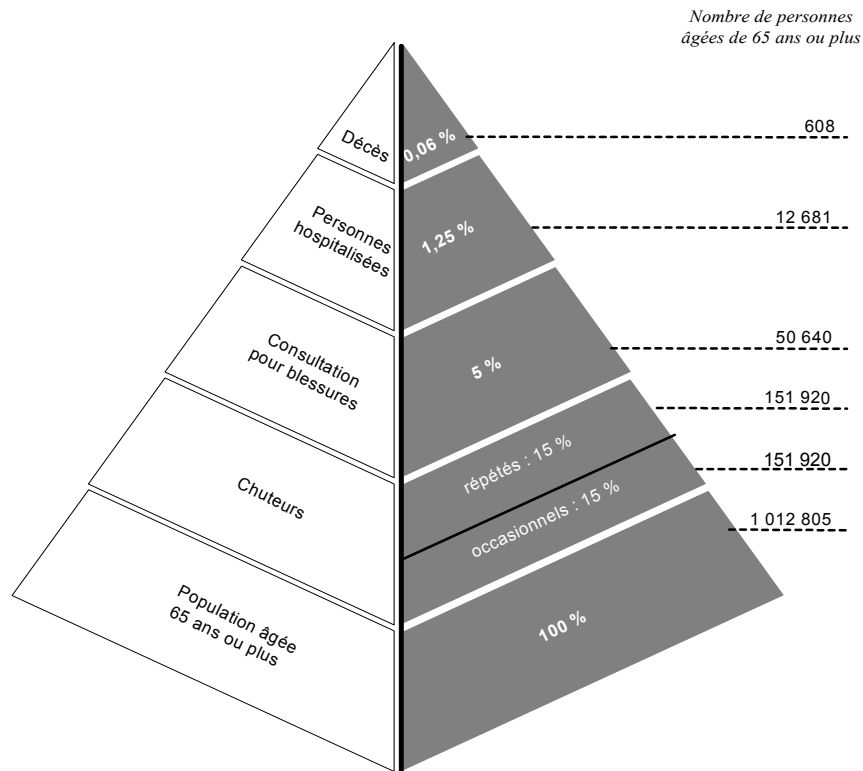 Nombre de personnes
âgées de 65 ans ou plus
Décès
0,06 %
608
Personnes
hospitalisées
1,25 %
12 681
Consultation
pour blessures
5 %
50 640
Chuteurs
répétés : 15 %
151 920
occasionnels : 15 %
151 920
Population âgée
65 ans ou plus
100 %
1 012 805